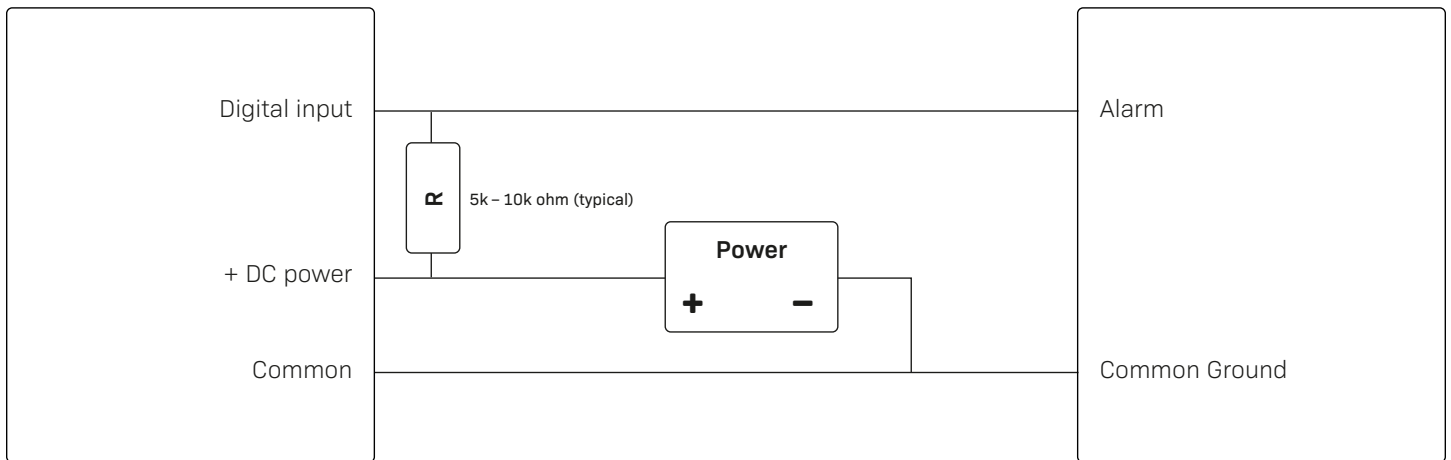 Digital input
Alarm
R
5k – 10k ohm (typical)
Power
+ DC power
+ −
Common
Common Ground